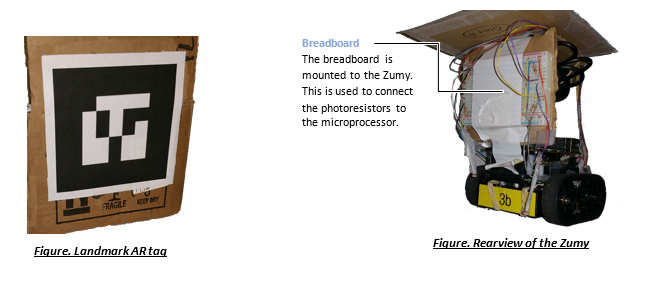 FRAGILE
KEEP DRY
Figure. Landmark AR tag
Breadboard
The breadboard is
mounted to the Zumy.
This is used to connect
the photoresistors to
the microprocessor.
3b
Figure. Rearview of the Zumy